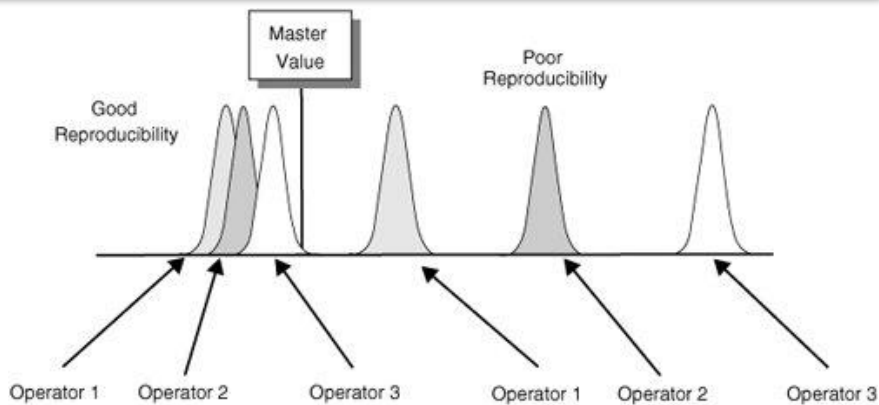 Master
Value
Good
Reproducibility
Poor
Reproducibility
Operator 1
Operator 2
Operator 3
Operator 1
Operator 2
Operator 3